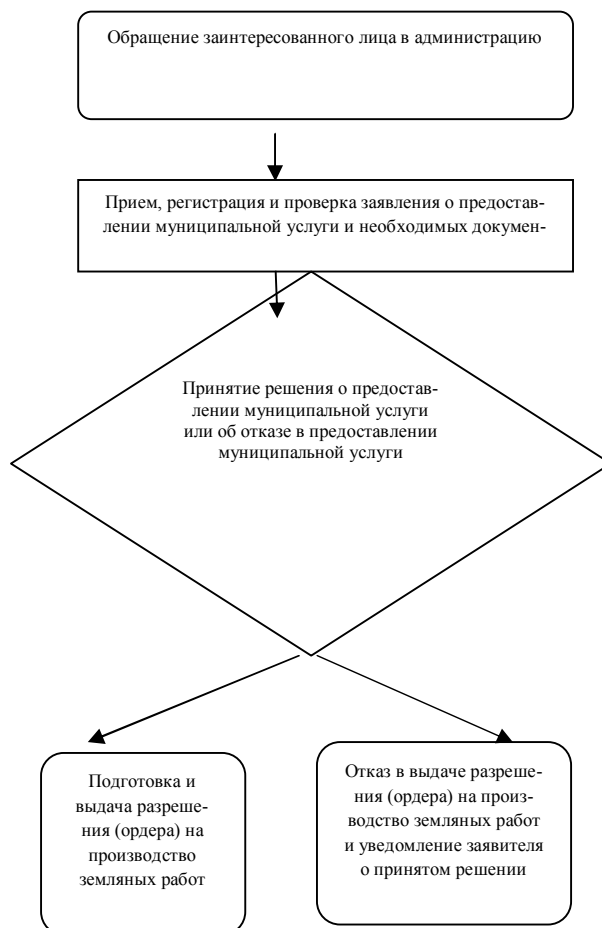 Обращение заинтересованного лица в администрацию
Прием, регистрация и проверка заявления о предостав-
лении муниципальной услуги и необходимых докумен-
Принятие решения о предостав-
лении муниципальной услуги
или об отказе в предоставлении
муниципальной услуги
Подготовка и
выдача разреше-
ния (ордера) на
производство
земляных работ
Отказ в выдаче разреше-
ния (ордера) на произ-
водство земляных работ
и уведомление заявителя
о принятом решении